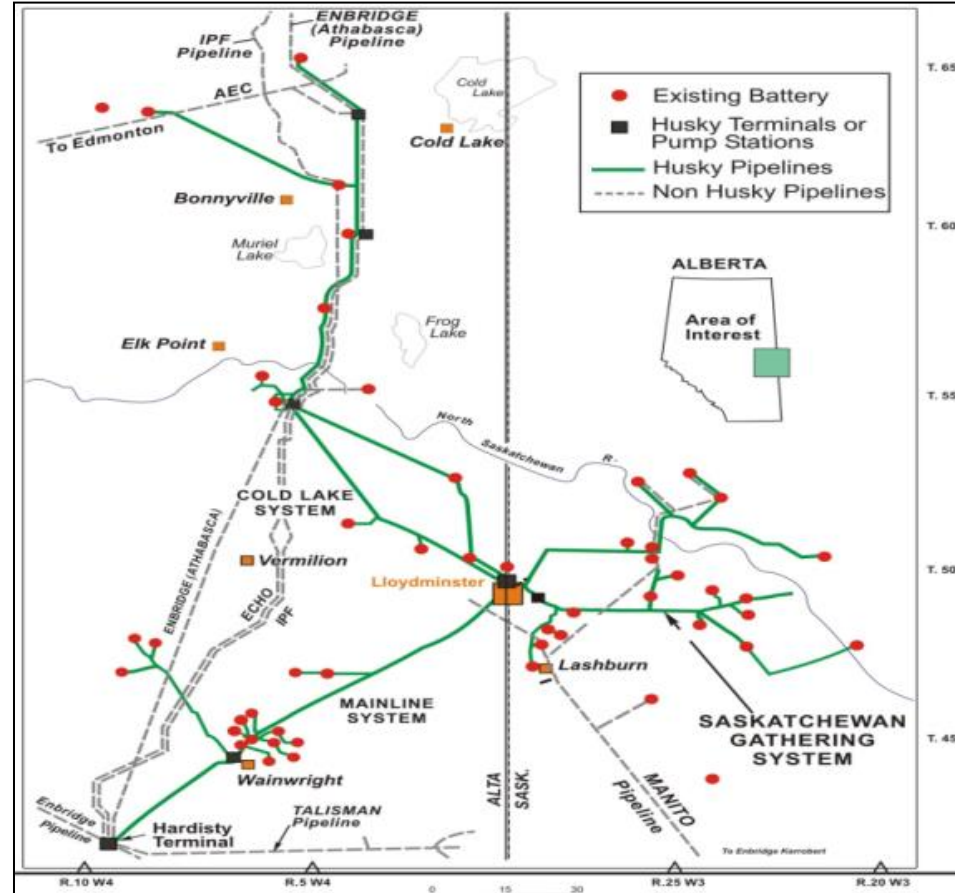 ENBRIDGE
(Athabasca)
Pipeline
IPF
Pipeline
AEC
To Edmonton
Cold
Lake
Cold Lake
Existing Battery
Husky Terminals or
Pump Stations
Husky Pipelines
Non Husky Pipelines
T. 65
T. 60
T. 55
T. 50
T. 45
Bonnyville
Muriel
Lake
Elk Point
Frog
Lake
ALBERTA
Area of
Interest
North
Saskatchewan
R.
COLD LAKE
SYSTEM
ENBRIDGE (ATHABASCA)
ECHO
IPF
Vermilion
Lloydminster
Lashburn
MAINLINE
SYSTEM
SASKATCHEWAN
GATHERING
SYSTEM
Wainwright
ALTA
SASK.
MANITO
Pipeline
Enbridge
Pipeline
Hardisty
Terminal
TALISMAN
Pipeline
To Enbridge Kerrobert
R.10 W4
R.5 W4
0 15 30
R.25 W3
R.20 W3